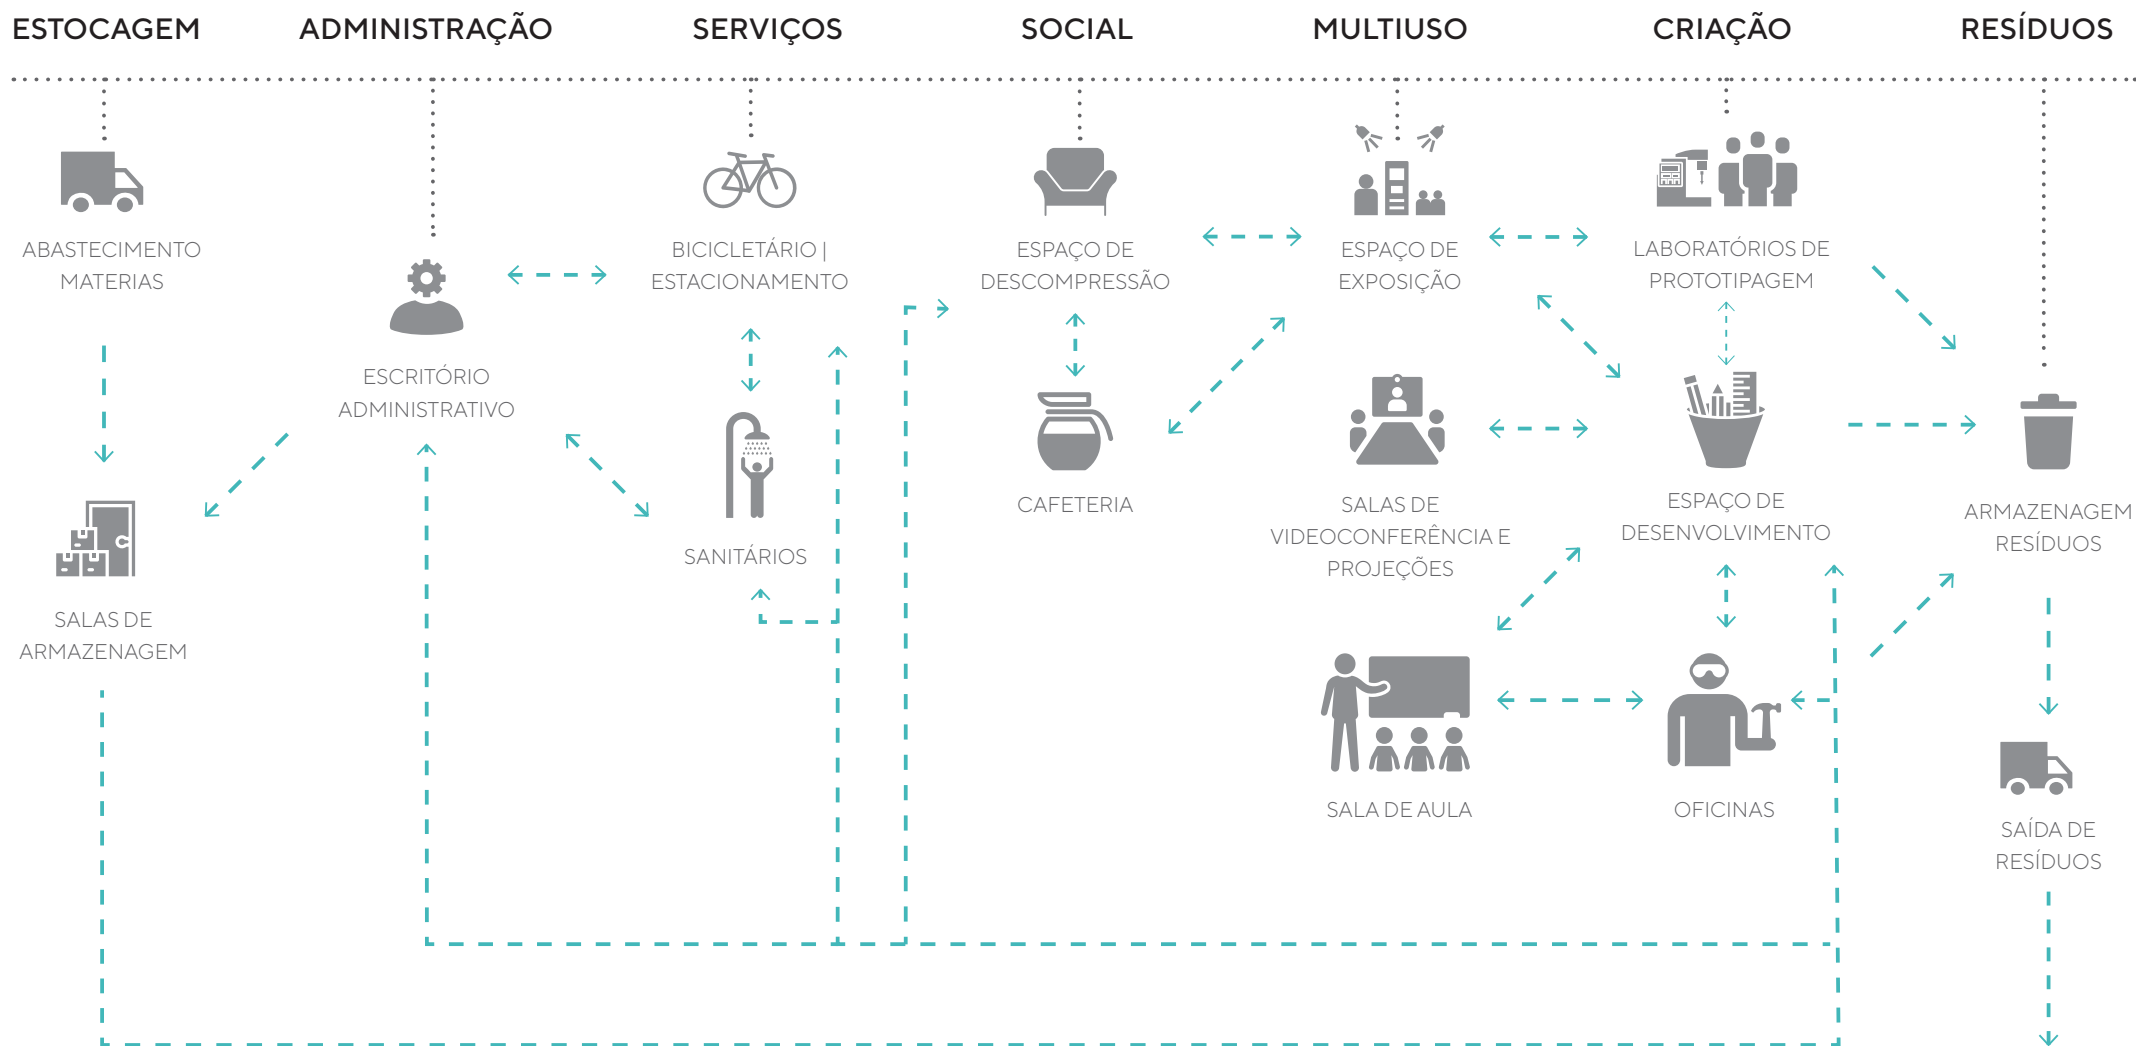 ESTOCAGEM
ADMINISTRAÇÃO
SERVIÇOS
SOCIAL
MULTIUSO
CRIAÇÃO
RESÍDUOS
ABASTECIMENTO
MATERIAS
SALAS DE
ARMAZENAGEM
ESCRITÓRIO
ADMINISTRATIVO
BICICLETÁRIO |
ESTACIONAMENTO
SANITÁRIOS
ESPAÇO DE
DESCOMPRESSÃO
CAFETERIA
ESPAÇO DE
EXPOSIÇÃO
SALAS DE
VIDEOCONFERÊNCIA E
PROJEÇÕES
SALA DE AULA
LABORATÓRIOS DE
PROTOTIPAGEM
ESPAÇO DE
DESENVOLVIMENTO
OFICINAS
ARMAZENAGEM
RESÍDUOS
SAÍDA DE
RESÍDUOS